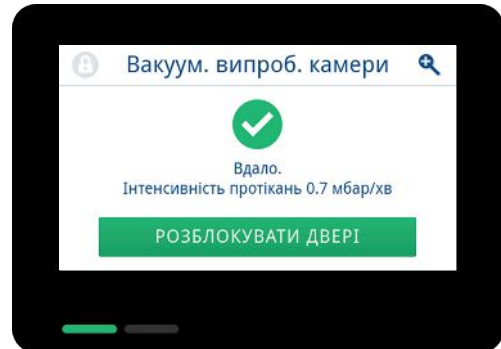 Вакуум. випроб. камери
Вдало.
Інтенсивність протікань 0.7 мбар/хв
РОЗБЛОКУВАТИ ДВЕРІ